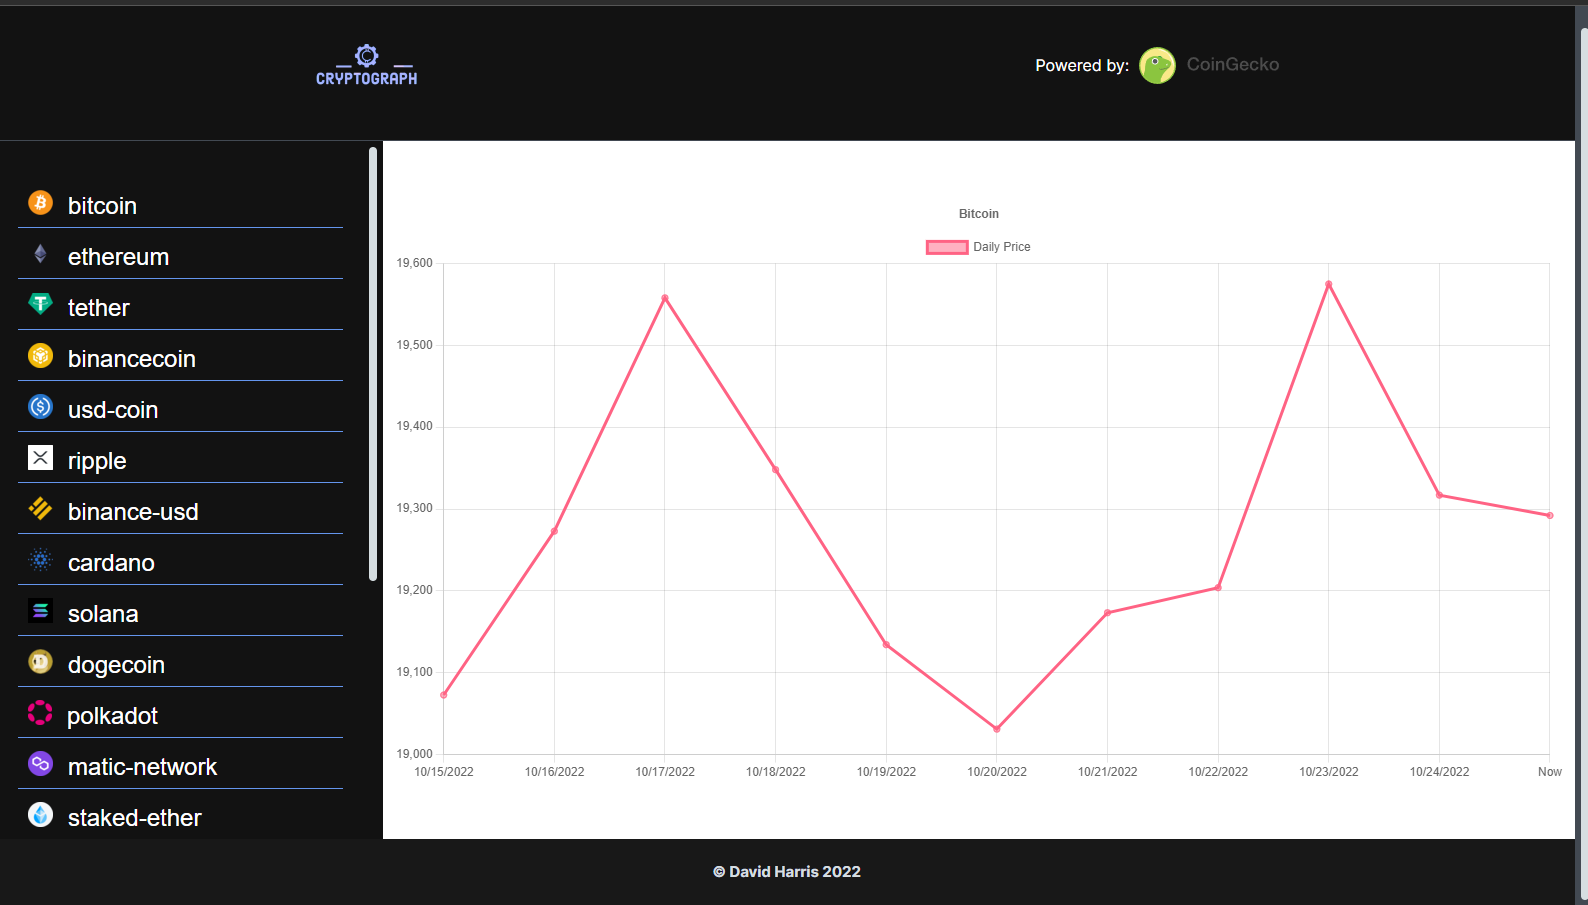 CRYPTOGRAPH
Powered by: CoinGecko
bitcoin
ethereum
tether
binancecoin
usd-coin
ripple
binance-usd
cardano
solana
dogecoin
polkadot
matic-network
staked-ether
Bitcoin
Daily Price
19,600
19,500
19,400
19,300
19,200
19,100
19,000
10/15/2022 10/16/2022 10/17/2022 10/18/2022 10/19/2022 10/20/2022 10/21/2022 10/22/2022 10/23/2022 10/24/2022 Now
© David Harris 2022